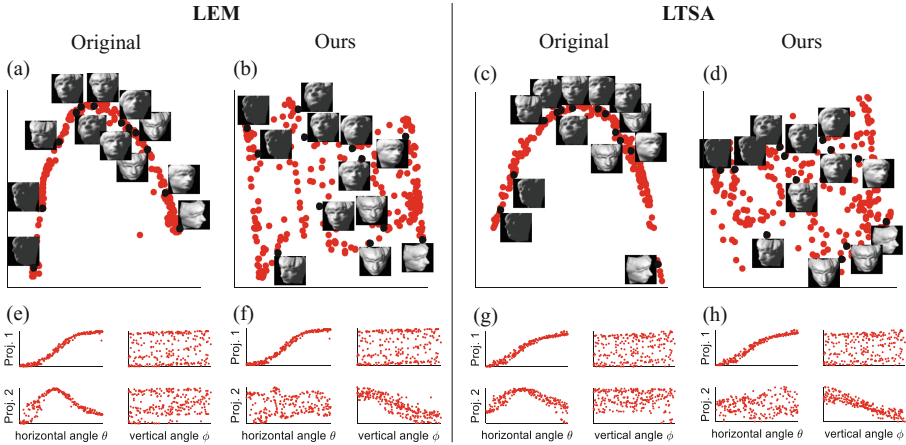 LEM LTSA
Original Ours Original Ours
(a) (b) (c) (d)
(e) (f) (g) (h)
Proj. 1 Proj. 1 Proj. 1 Proj. 1
Proj. 2 Proj. 2 Proj. 2 Proj. 2
horizontal angle θ vertical angle ϕ horizontal angle θ vertical angle ϕ horizontal angle θ vertical angle ϕ horizontal angle θ vertical angle ϕ